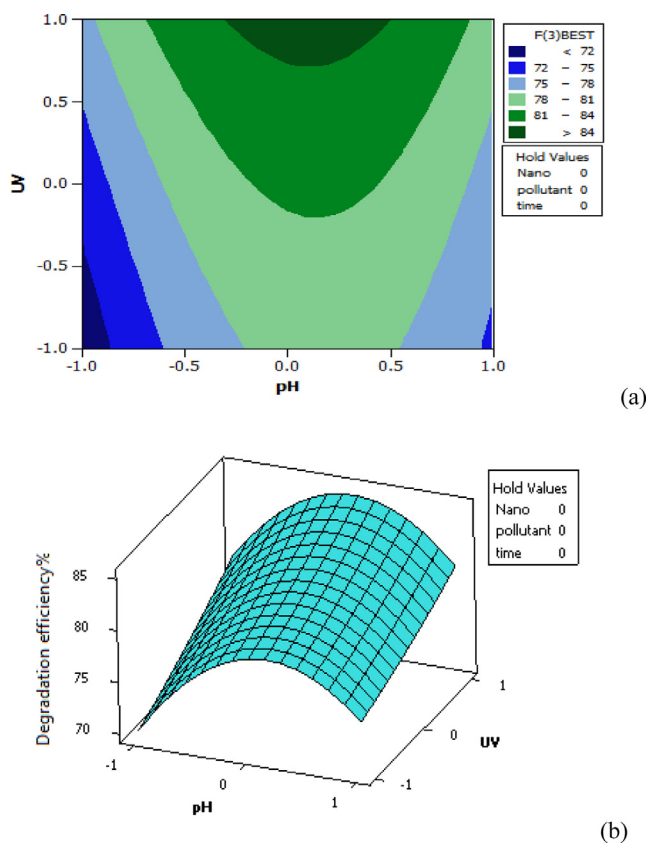 1.0
0.5
0.0
-0.5
-1.0
UV
-1.0 -0.5 0.0 0.5 1.0
pH
F(3)BEST
< 72
72 – 75
75 – 78
78 – 81
81 – 84
> 84
Hold Values
Nano 0
pollutant 0
time 0
(a)
Hold Values
Nano 0
pollutant 0
time 0
Degradation efficiency%
85
80
75
70
-1
0
1
pH
-1
0
1
UV
(b)